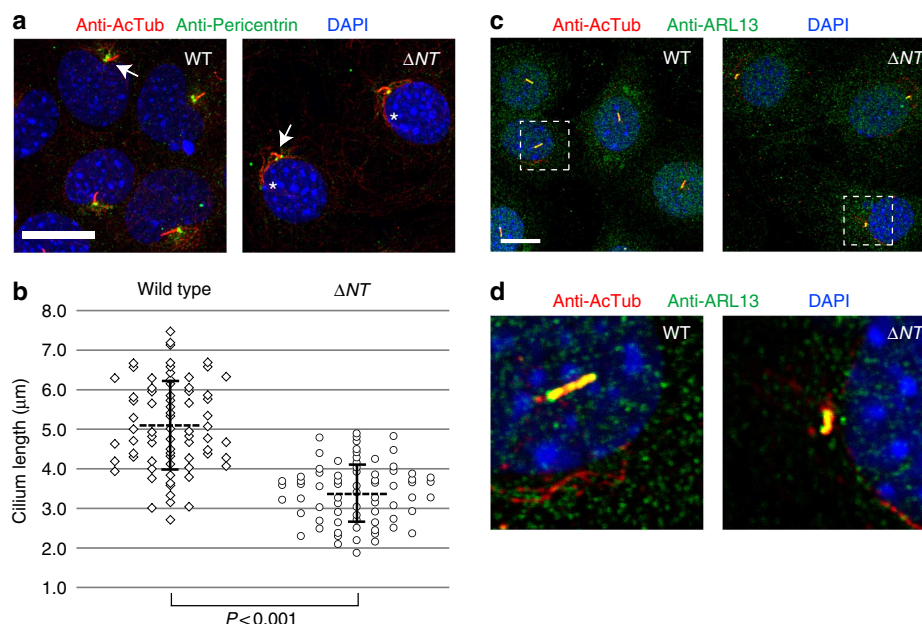 a
Anti-AcTub Anti-Pericentrin DAPI
WT
ΔNT
*
*
b
Wild type ΔNT
Cilium length (μm)
8.0
7.0
6.0
5.0
4.0
3.0
2.0
1.0
P<0.001
c
Anti-AcTub Anti-ARL13 DAPI
WT
ΔNT
d
Anti-AcTub Anti-ARL13 DAPI
WT
ΔNT